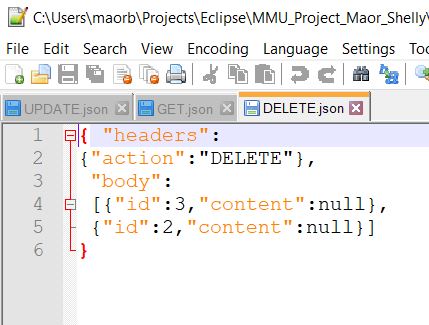 C:\Users\maorb\Projects\Eclipse\MMU_Project_Maor_Shelly\
File Edit Search View Encoding Language Settings
UPDATE.json GET.json DELETE.json
1 { "headers":
2 {"action":"DELETE"},
3 "body":
4 [{"id":3,"content":null},
5 {"id":2,"content":null}]
6 }